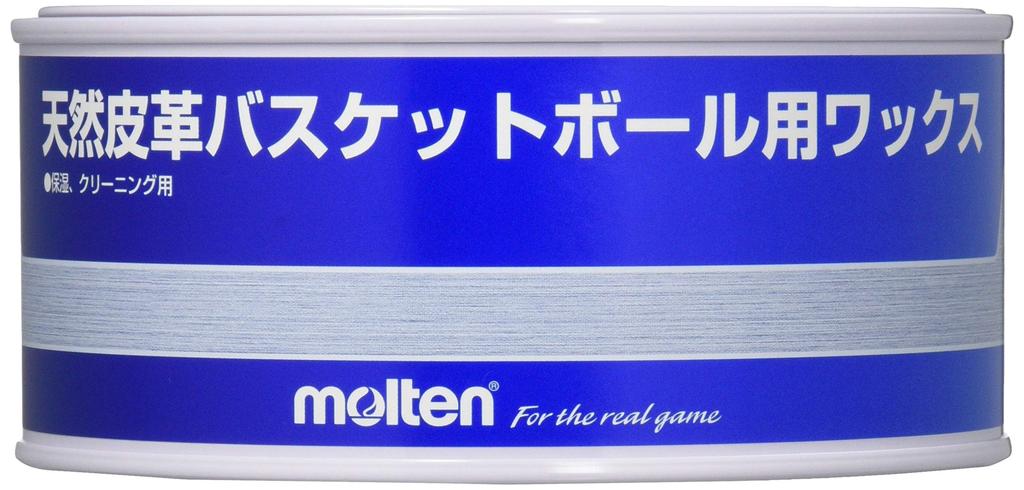 天然皮革バスケットボール用ワックス
●保湿、クリーニング用
molten® For the real game